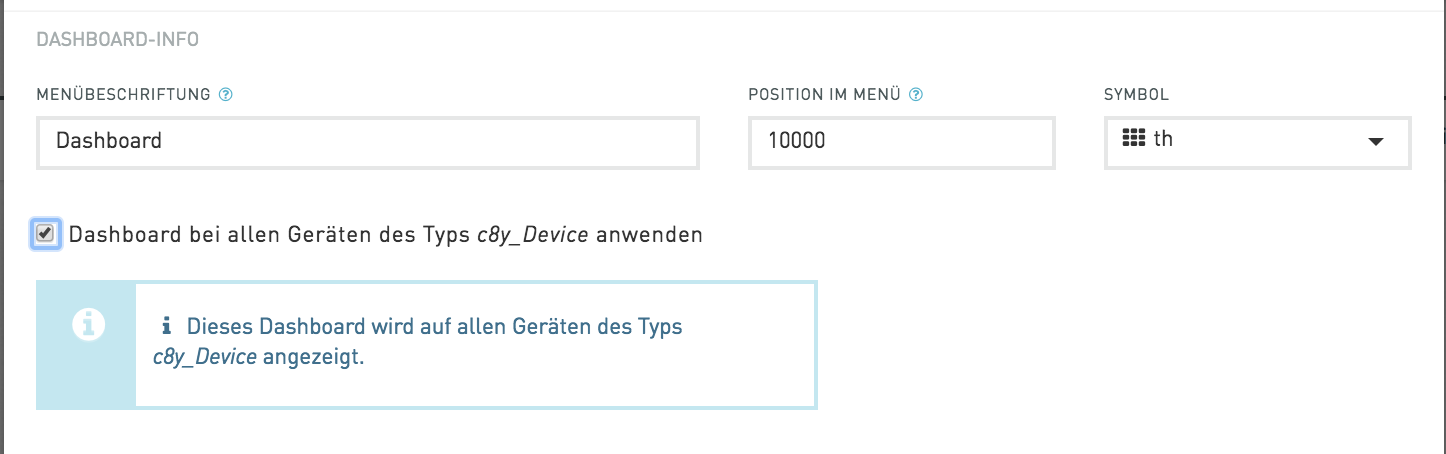 DASHBOARD-INFO
MENÜBESCHRIFTUNG ?
POSITION IM MENÜ ?
SYMBOL
Dashboard
10000
th
Dashboard bei allen Geräten des Typs c8y_Device anwenden
i Dieses Dashboard wird auf allen Geräten des Typs
c8y_Device angezeigt.